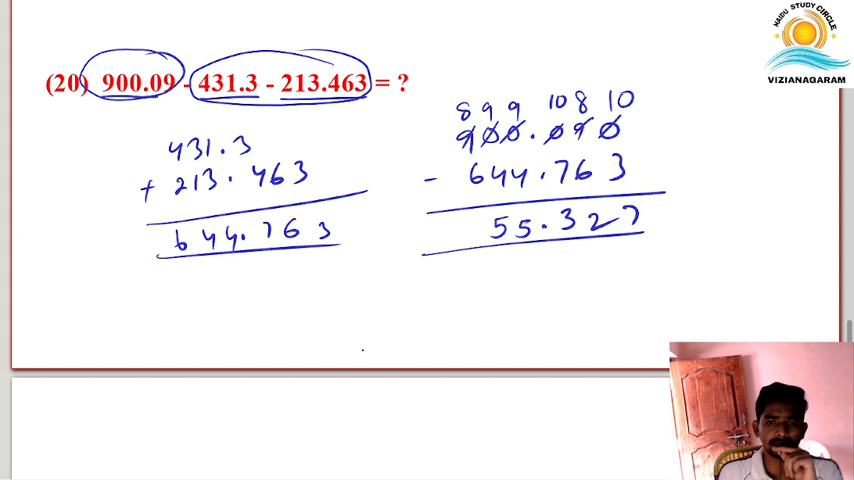 NAIDU STUDY CIRCLE
VIZIANAGARAM
(20) 900.09 - 431.3 - 213.463 = ?
431.3
+ 213.463
644.763
8 9 9 10 8 10
900.090
- 644.763
55.327